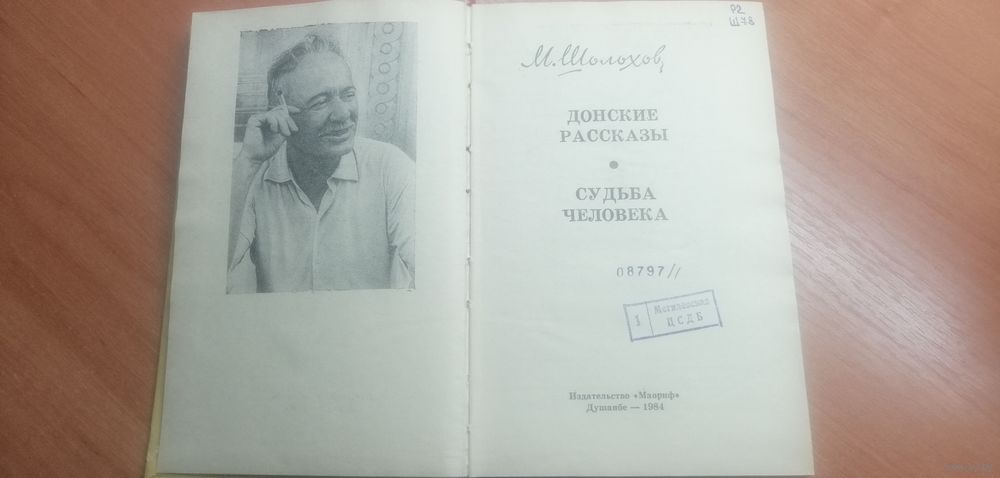 Р2
Ш78
М. Шолохов
ДОНСКИЕ
РАССКАЗЫ
СУДЬБА
ЧЕЛОВЕКА
08797//
1
Могилевская
ЦСДБ
Издательство «Маориф»
Душанбе — 1984